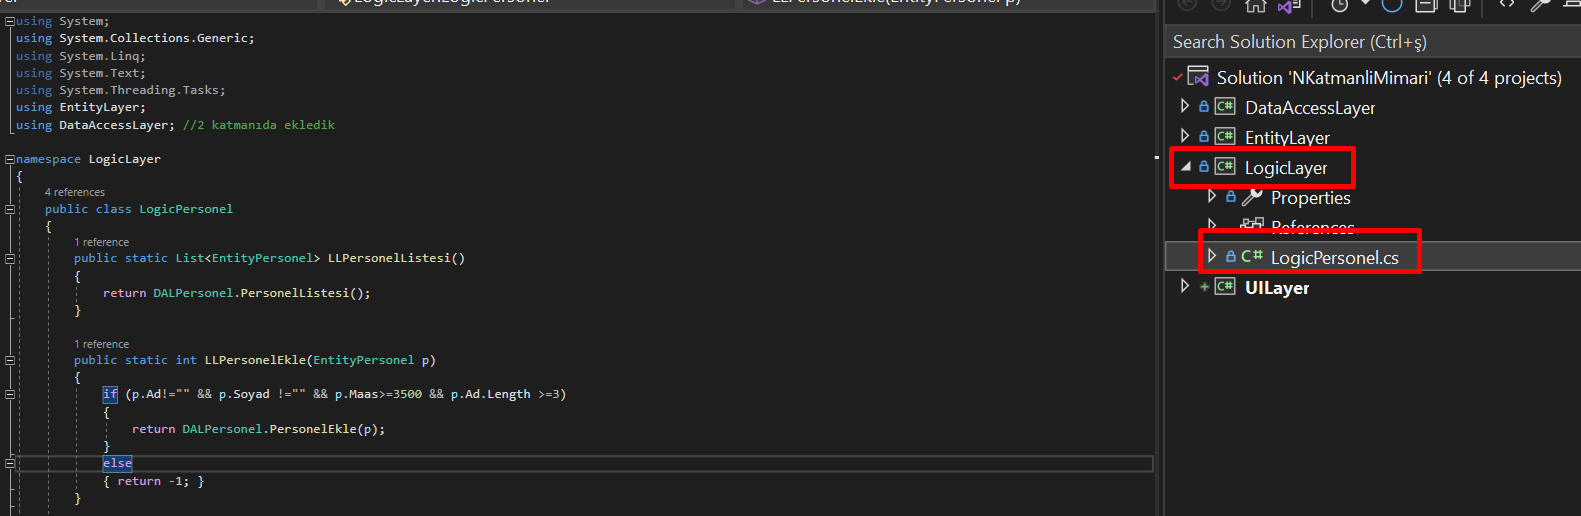 using System;
using System.Collections.Generic;
using System.Linq;
using System.Text;
using System.Threading.Tasks;
using EntityLayer;
using DataAccessLayer; //2 katmanıda ekledik
namespace LogicLayer
{
4 references
public class LogicPersonel
{
1 reference
public static List<EntityPersonel> LLPersonelListesi()
{
return DALPersonel.PersonelListesi();
}
1 reference
public static int LLPersonelEkle(EntityPersonel p)
{
if (p.Ad!="" && p.Soyad !="" && p.Maas>=3500 && p.Ad.Length >=3)
{
return DALPersonel.PersonelEkle(p);
}
else
{ return -1; }
}
Search Solution Explorer (Ctrl+ş)
Solution 'NKatmanliMimari' (4 of 4 projects)
C# DataAccessLayer
C# EntityLayer
C# LogicLayer
Properties
References
C# LogicPersonel.cs
C# UILayer